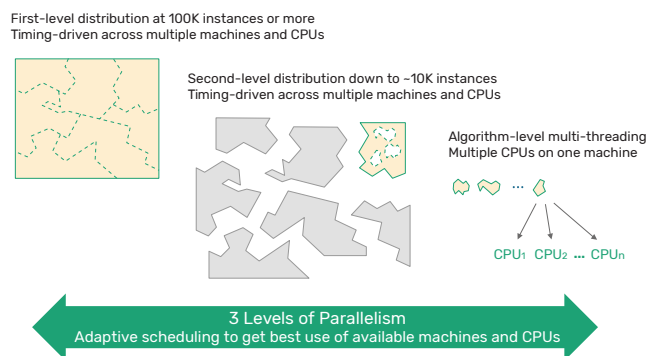 First-level distribution at 100K instances or more
Timing-driven across multiple machines and CPUs
Second-level distribution down to ~10K instances
Timing-driven across multiple machines and CPUs
Algorithm-level multi-threading
Multiple CPUs on one machine
...
CPU1 CPU2 ... CPUn
3 Levels of Parallelism
Adaptive scheduling to get best use of available machines and CPUs